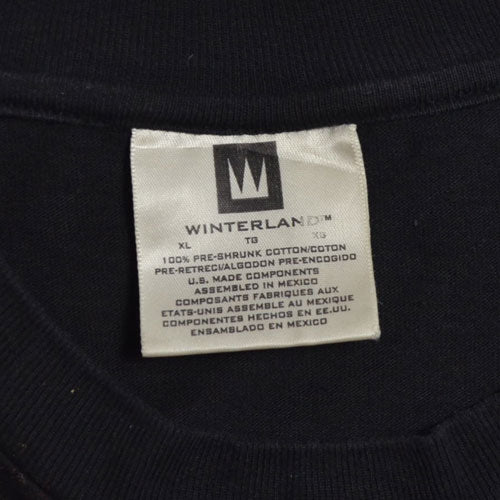 W
WINTERLAND™
XL TG XG
100% PRE-SHRUNK COTTON/COTON
PRE-RETRECI/ALGODON PRE-ENCOGIDO
U.S. MADE COMPONENTS
ASSEMBLED IN MEXICO
COMPOSANTS FABRIQUES AUX
ETATS-UNIS ASSEMBLE AU MEXIQUE
COMPONENTES HECHOS EN EE.UU.
ENSAMBLADO EN MEXICO